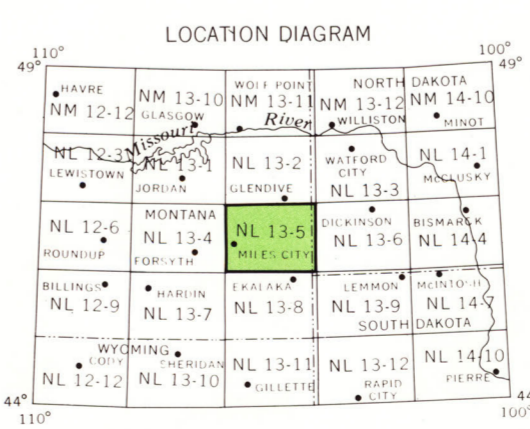 LOCATION DIAGRAM
110° 100°
49° 49°
HAVRE
NM 12-12
NM 13-10
GLASGOW
WOLF POINT
NM 13-11
NORTH DAKOTA
NM 13-12
WILLISTON
NM 14-10
MINOT
Missouri River
NL 12-3
LEWISTOWN
NL 13-1
JORDAN
NL 13-2
GLENDIVE
WATFORD
CITY
NL 13-3
NL 14-1
McCLUSKY
NL 12-6
ROUNDUP
MONTANA
NL 13-4
FORSYTH
NL 13-5
MILES CITY
DICKINSON
NL 13-6
BISMARCK
NL 14-4
BILLINGS
NL 12-9
HARDIN
NL 13-7
EKALAKA
NL 13-8
LEMMON
NL 13-9
McINTOSH
NL 14-7
SOUTH DAKOTA
WYOMING
CODY
NL 12-12
SHERIDAN
NL 13-10
NL 13-11
GILLETTE
NL 13-12
RAPID
CITY
NL 14-10
PIERRE
44° 44
110° 100°